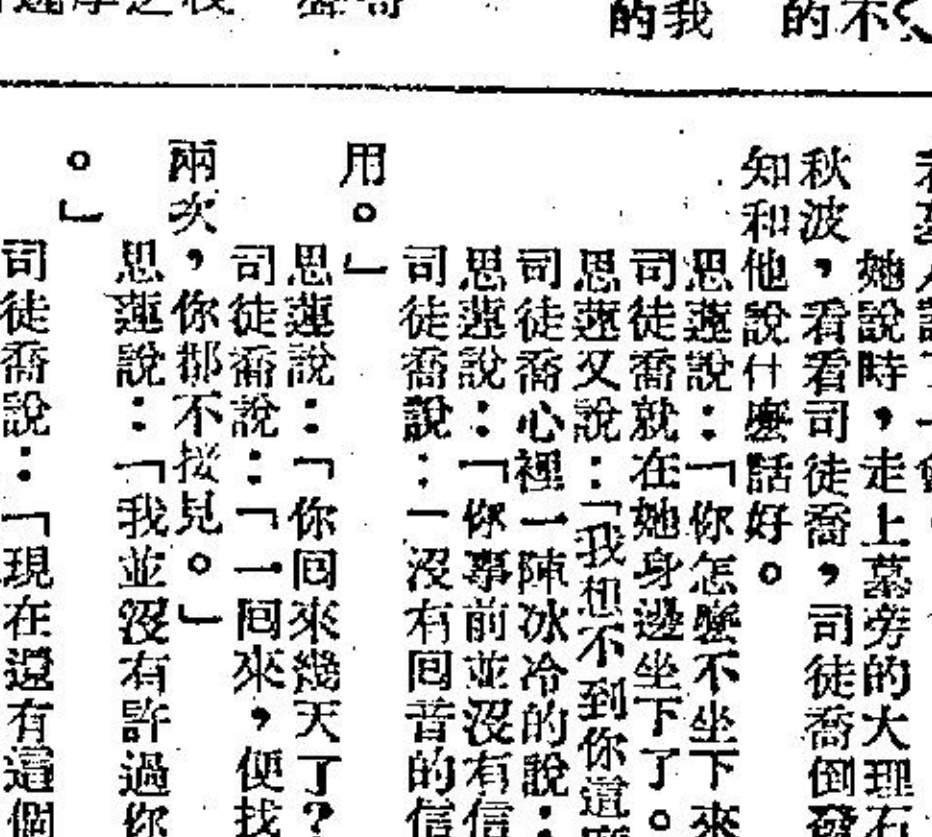 的不
的我
她說時，走上墓旁的大理石
秋波，看看司徒喬，司徒喬倒發
知和他說什麼話好。
思蓮說：「你怎麼不坐下來
司徒喬就在她身邊坐下了。
思蓮又說：「我想不到你這
司徒喬心裡一陣冰冷的說：
思蓮說：「你事前並沒有信
司徒喬說：「沒有回音的信
用。」
思蓮說：「你回來幾天了？
司徒喬說：「一回來，便找
兩次，你都不接見。」
思蓮說：「我並沒有許過你
。」
司徒喬說：「現在還有這個